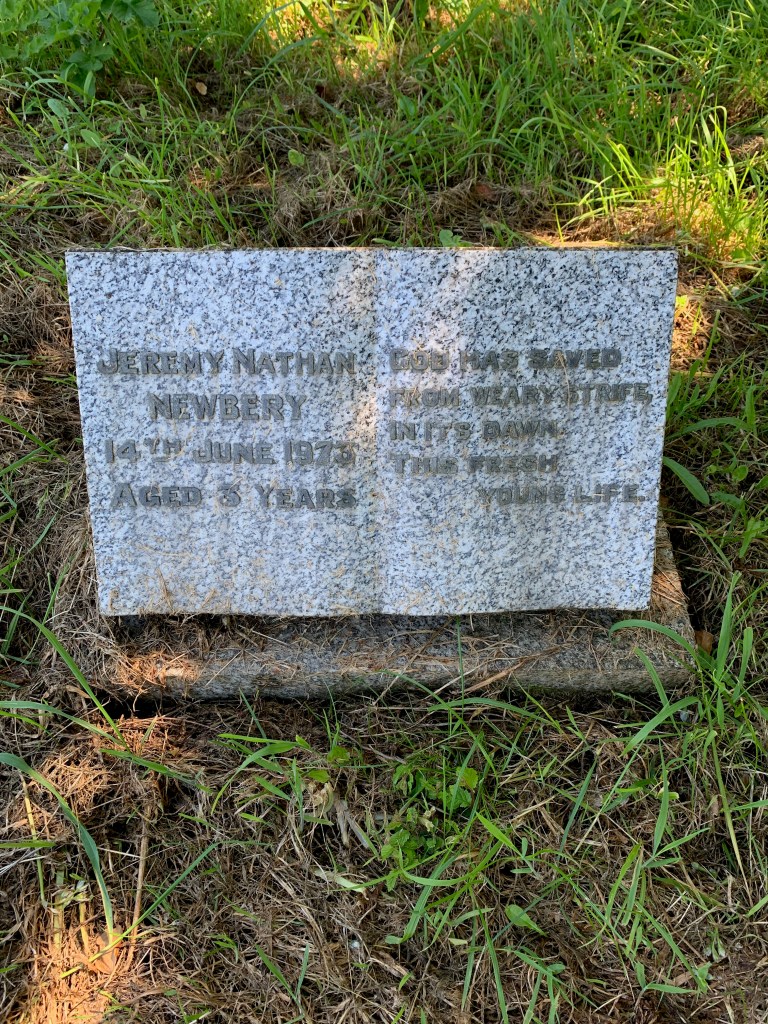 JEREMY NATHAN
NEWBERY
14TH JUNE 1973
AGED 3 YEARS
GOD HAS SAVED
FROM WEARY STRIFE,
IN ITS DAWN,
THIS FRESH
YOUNG LIFE.